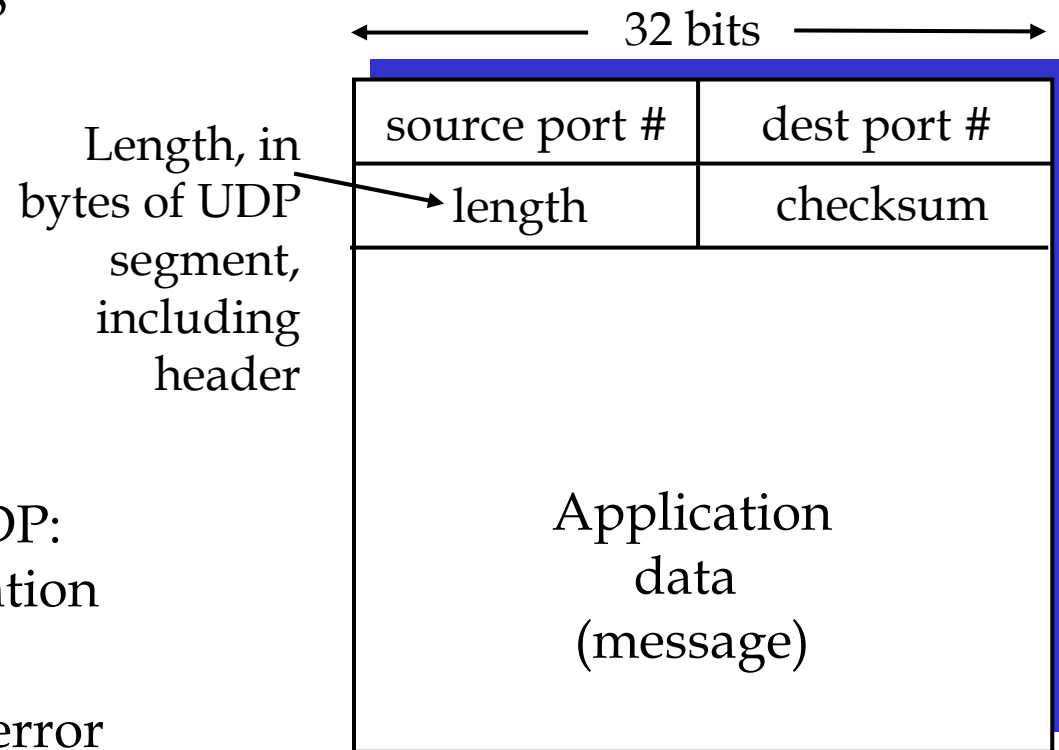 32 bits
source port # dest port #
length checksum
Length, in
bytes of UDP
segment,
including
header
Application
data
(message)
error